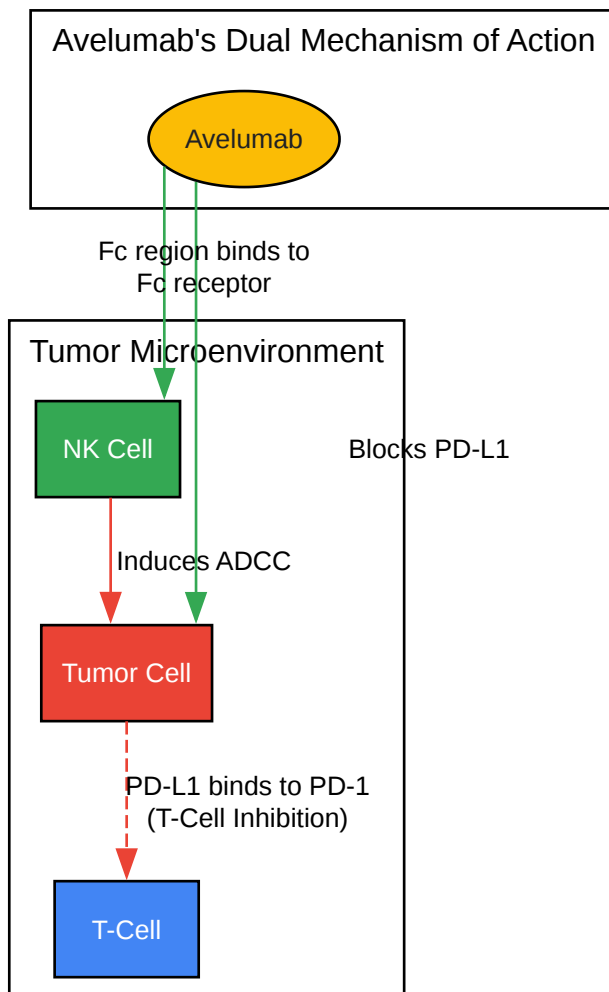 Avelumab's Dual Mechanism of Action
Avelumab
Fc region binds to
Fc receptor
Tumor Microenvironment
NK Cell
Blocks PD-L1
Induces ADCC
Tumor Cell
PD-L1 binds to PD-1
(T-Cell Inhibition)
T-Cell